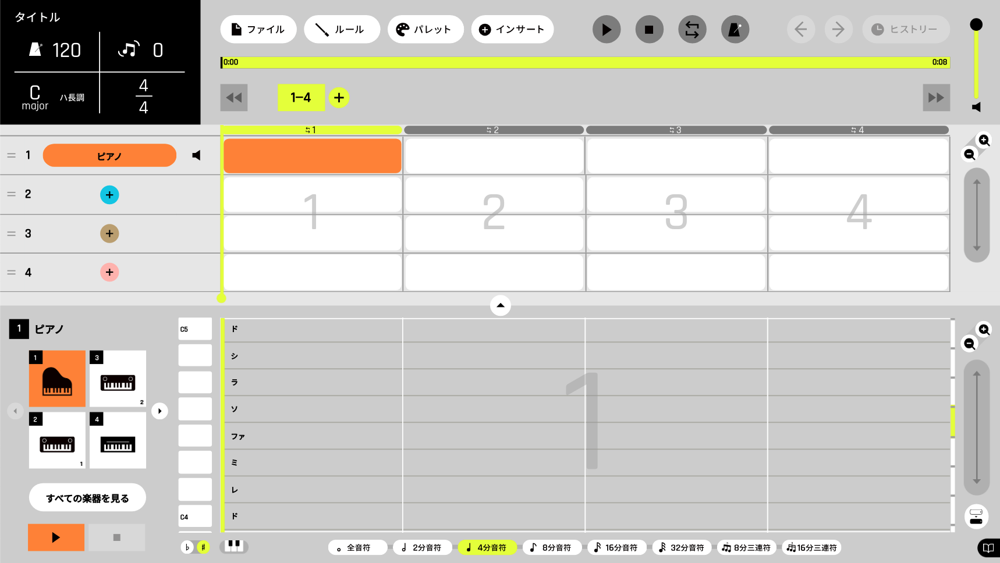 タイトル
120
0
C
major
ハ長調
4
4
ファイル
ルール
パレット
インサート
ヒストリー
0:00
0:08
1–4
1
2
3
4
1
ピアノ
2
3
4
1
2
3
4
1
ピアノ
1
3
2
2
1
4
すべての楽器を見る
C5
C4
ド
シ
ラ
ソ
ファ
ミ
レ
ド
1
♭
♯
全音符
2分音符
4分音符
8分音符
16分音符
32分音符
8分三連符
16分三連符